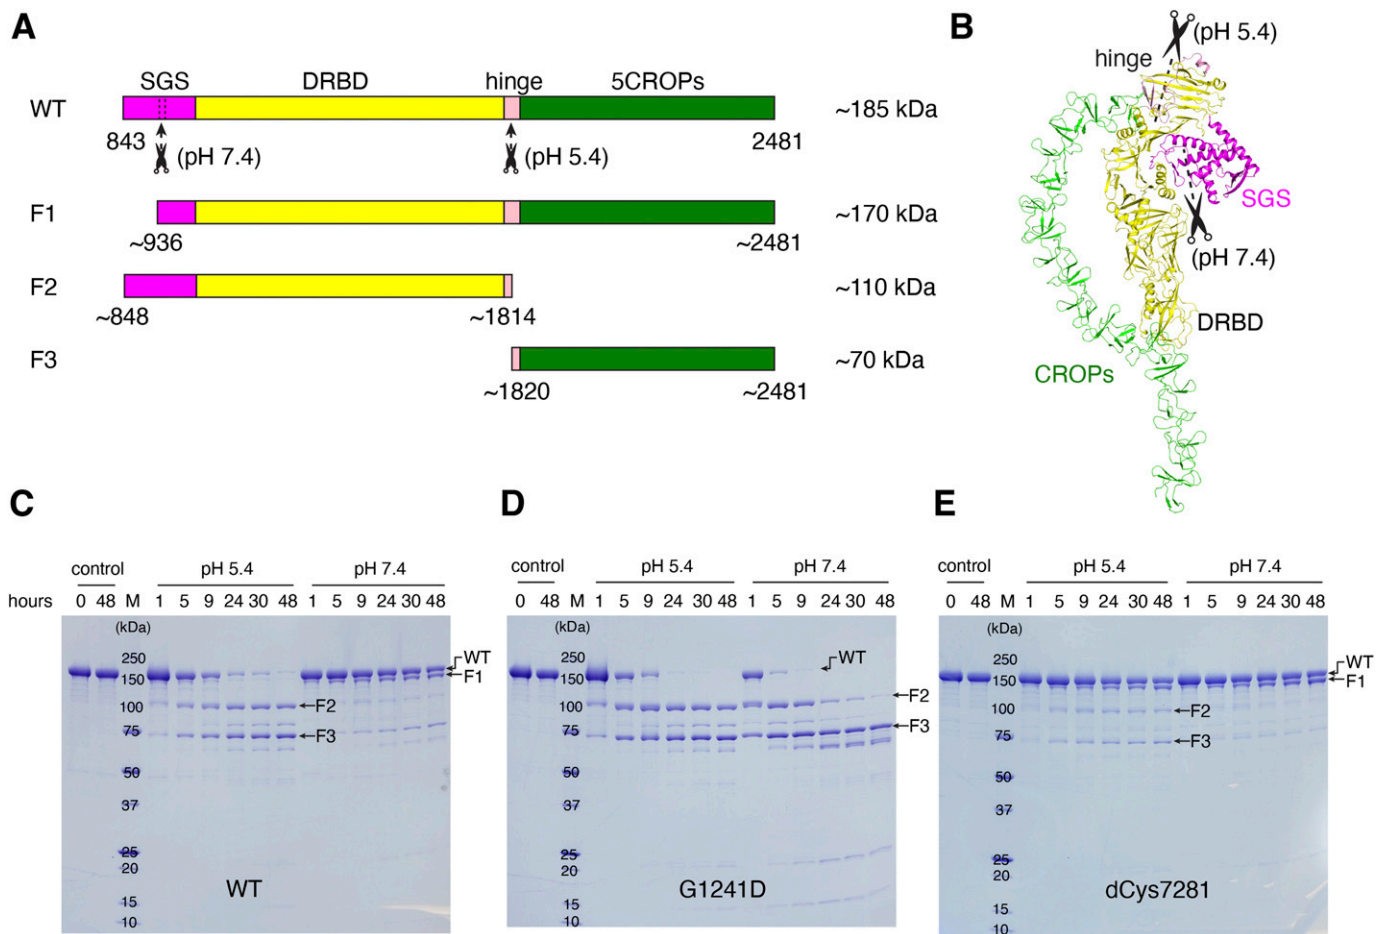 A
SGS DRBD hinge 5CROPs
WT ~185 kDa
843 (pH 7.4) (pH 5.4) 2481
F1 ~170 kDa
~936 ~2481
F2 ~110 kDa
~848 ~1814
F3 ~70 kDa
~1820 ~2481
B
(pH 5.4)
hinge
SGS
(pH 7.4)
DRBD
CROPs
C
control pH 5.4 pH 7.4
hours 0 48 M 1 5 9 24 30 48 1 5 9 24 30 48
(kDa)
250 WT
150 F1
100 F2
75 F3
50
37
25
20
WT
15
10
D
control pH 5.4 pH 7.4
0 48 M 1 5 9 24 30 48 1 5 9 24 30 48
(kDa)
250 WT
150
100 F2
75 F3
50
37
25
20
G1241D
15
10
E
control pH 5.4 pH 7.4
0 48 M 1 5 9 24 30 48 1 5 9 24 30 48
(kDa)
250 WT
150 F1
100 F2
75 F3
50
37
25
20
dCys7281
15
10